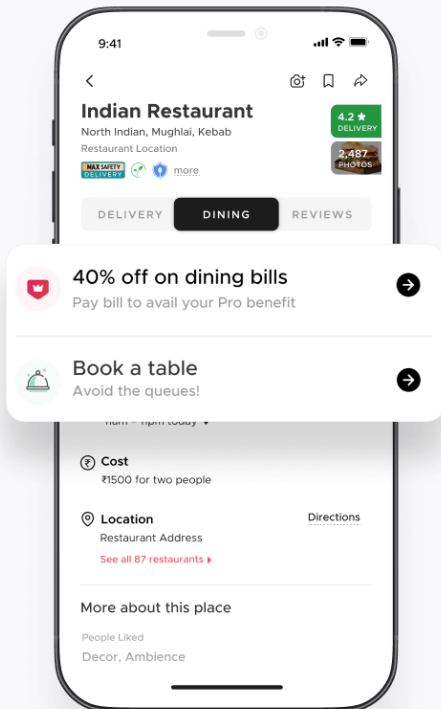 9:41
Indian Restaurant
North Indian, Mughlai, Kebab
Restaurant Location
4.2 ★
DELIVERY
2,487
PHOTOS
MAX SAFETY
DELIVERY
more
DELIVERY DINING REVIEWS
40% off on dining bills
Pay bill to avail your Pro benefit
Book a table
Avoid the queues!
11am – 11pm today
Cost
₹1500 for two people
Location Directions
Restaurant Address
See all 87 restaurants
More about this place
People Liked
Decor, Ambience